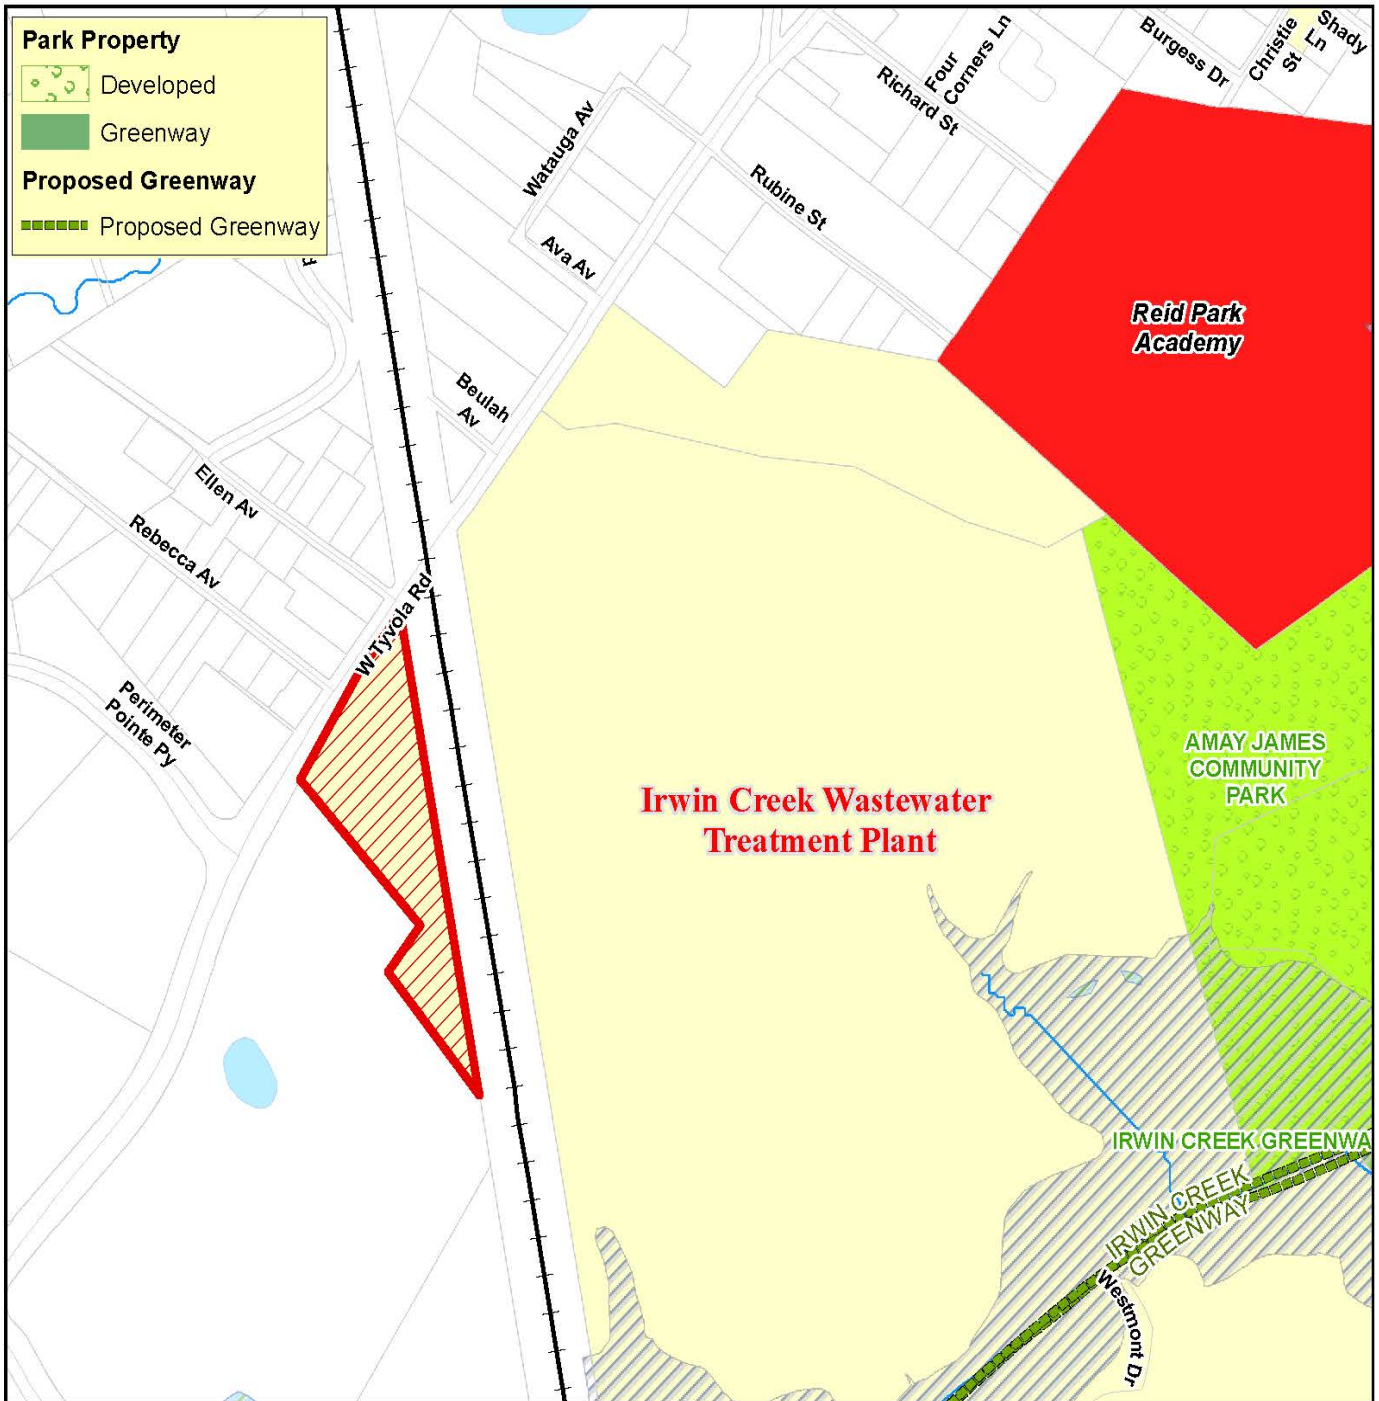 Park Property
Developed
Greenway
Proposed Greenway
Proposed Greenway
Four
Corners Ln
Richard St
Burgess Dr
Christie
St
Shady
Ln
Watauga Av
Rubine St
Ava Av
Reid Park
Academy
Beulah
Av
Ellen Av
Rebecca Av
W Tyvola Rd
Perimeter
Pointe Py
AMAY JAMES
COMMUNITY
PARK
Irwin Creek Wastewater
Treatment Plant
IRWIN CREEK GREENWA
IRWIN CREEK
GREENWAY
Westmont Dr